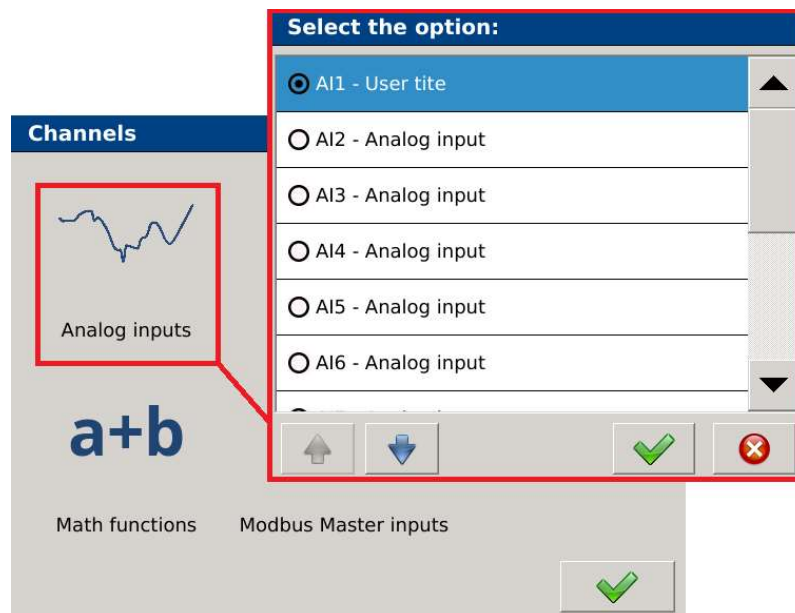 Select the option:
AI1 - User tite
AI2 - Analog input
AI3 - Analog input
AI4 - Analog input
AI5 - Analog input
AI6 - Analog input
Channels
Analog inputs
a+b
Math functions
Modbus Master inputs